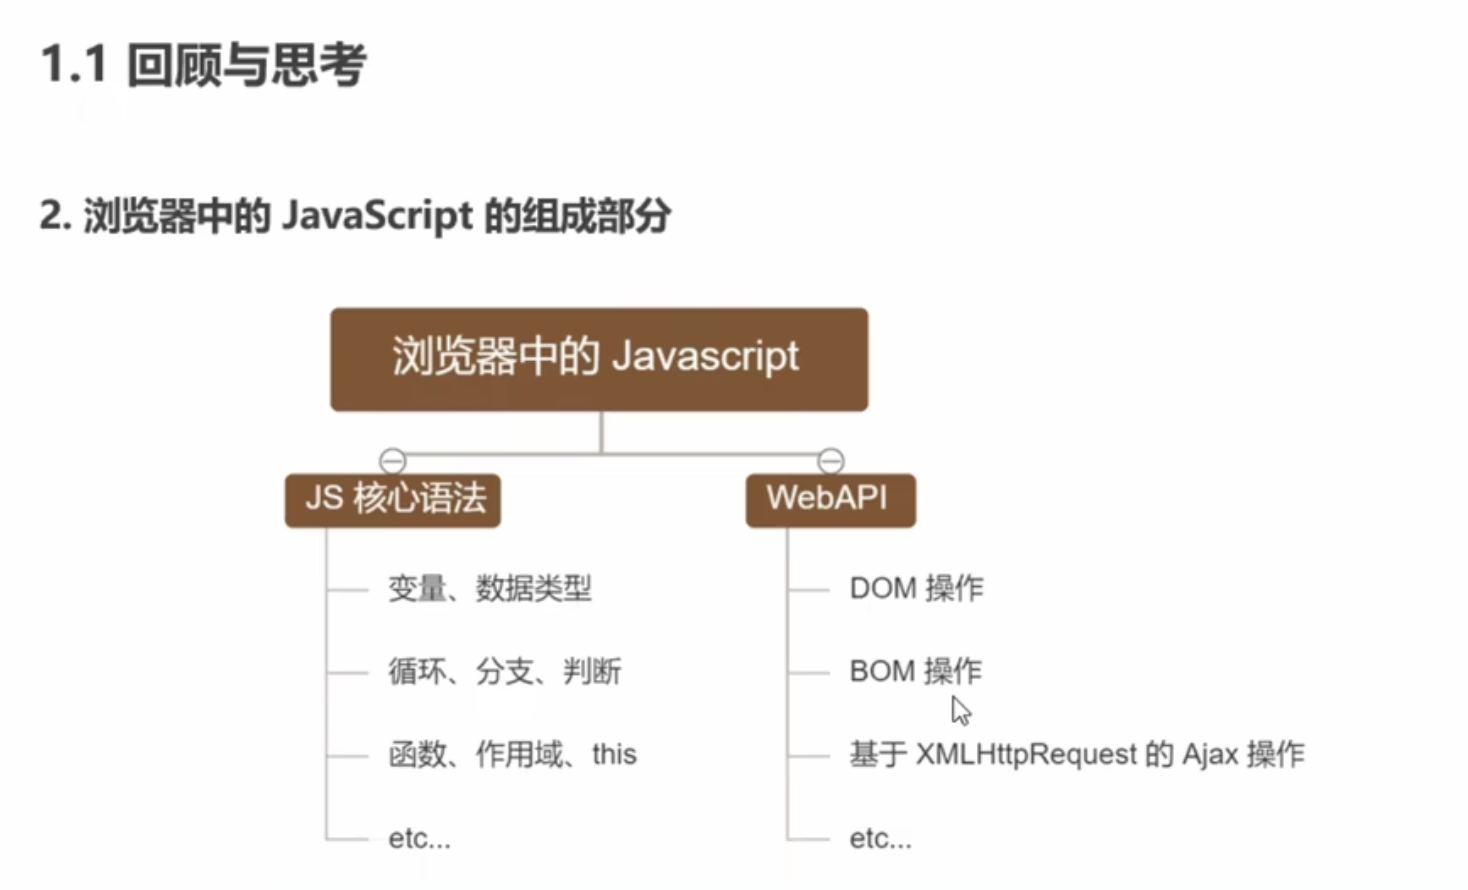 1.1 回顾与思考
2. 浏览器中的 JavaScript 的组成部分
浏览器中的 Javascript
JS 核心语法
变量、数据类型
循环、分支、判断
函数、作用域、this
etc...
WebAPI
DOM 操作
BOM 操作
基于 XMLHttpRequest 的 Ajax 操作
etc...